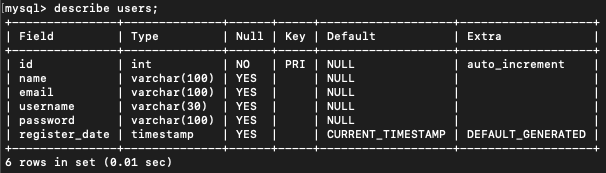 [mysql> describe users;
+---------------+--------------+------+-----+-------------------+-------------------+
| Field         | Type         | Null | Key | Default           | Extra             |
+---------------+--------------+------+-----+-------------------+-------------------+
| id            | int          | NO   | PRI | NULL              | auto_increment    |
| name          | varchar(100) | YES  |     | NULL              |                   |
| email         | varchar(100) | YES  |     | NULL              |                   |
| username      | varchar(30)  | YES  |     | NULL              |                   |
| password      | varchar(100) | YES  |     | NULL              |                   |
| register_date | timestamp    | YES  |     | CURRENT_TIMESTAMP | DEFAULT_GENERATED |
+---------------+--------------+------+-----+-------------------+-------------------+
6 rows in set (0.01 sec)